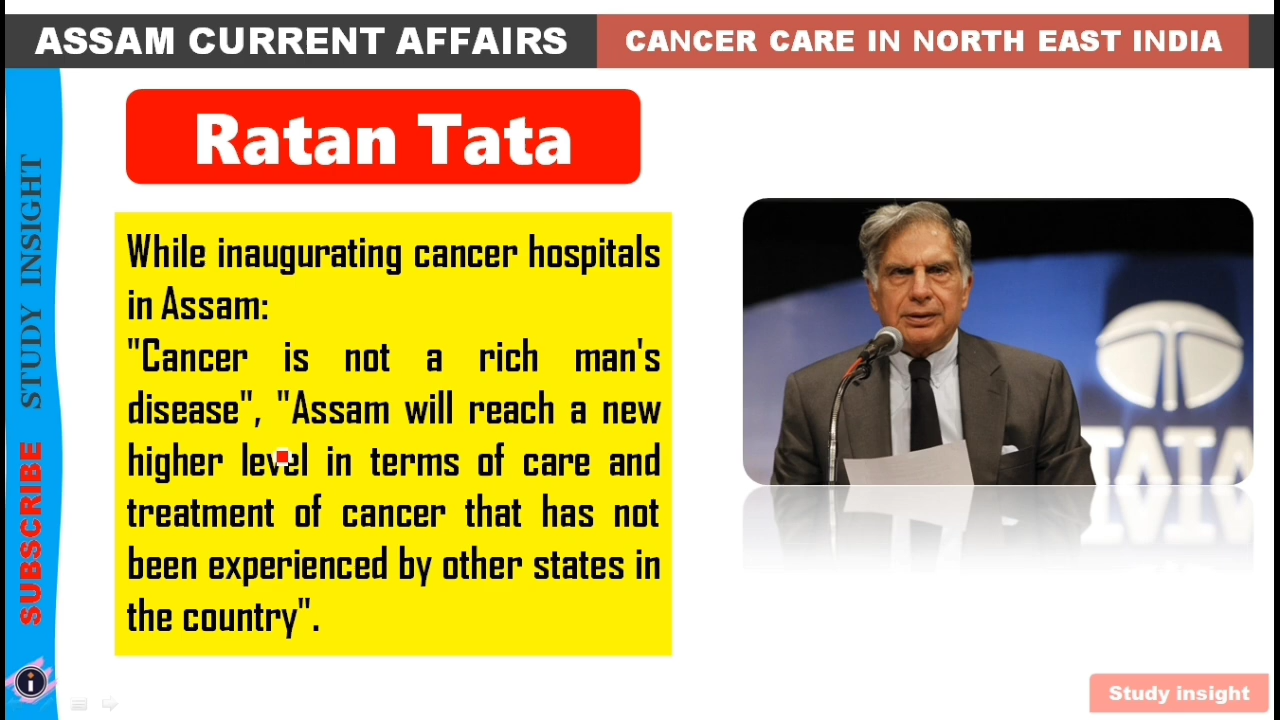 ASSAM CURRENT AFFAIRS
CANCER CARE IN NORTH EAST INDIA
Ratan Tata
While inaugurating cancer hospitals
in Assam:
"Cancer is not a rich man's
disease", "Assam will reach a new
higher level in terms of care and
treatment of cancer that has not
been experienced by other states in
the country".
TATA
STUDY INSIGHT
SUBSCRIBE
i
Study insight